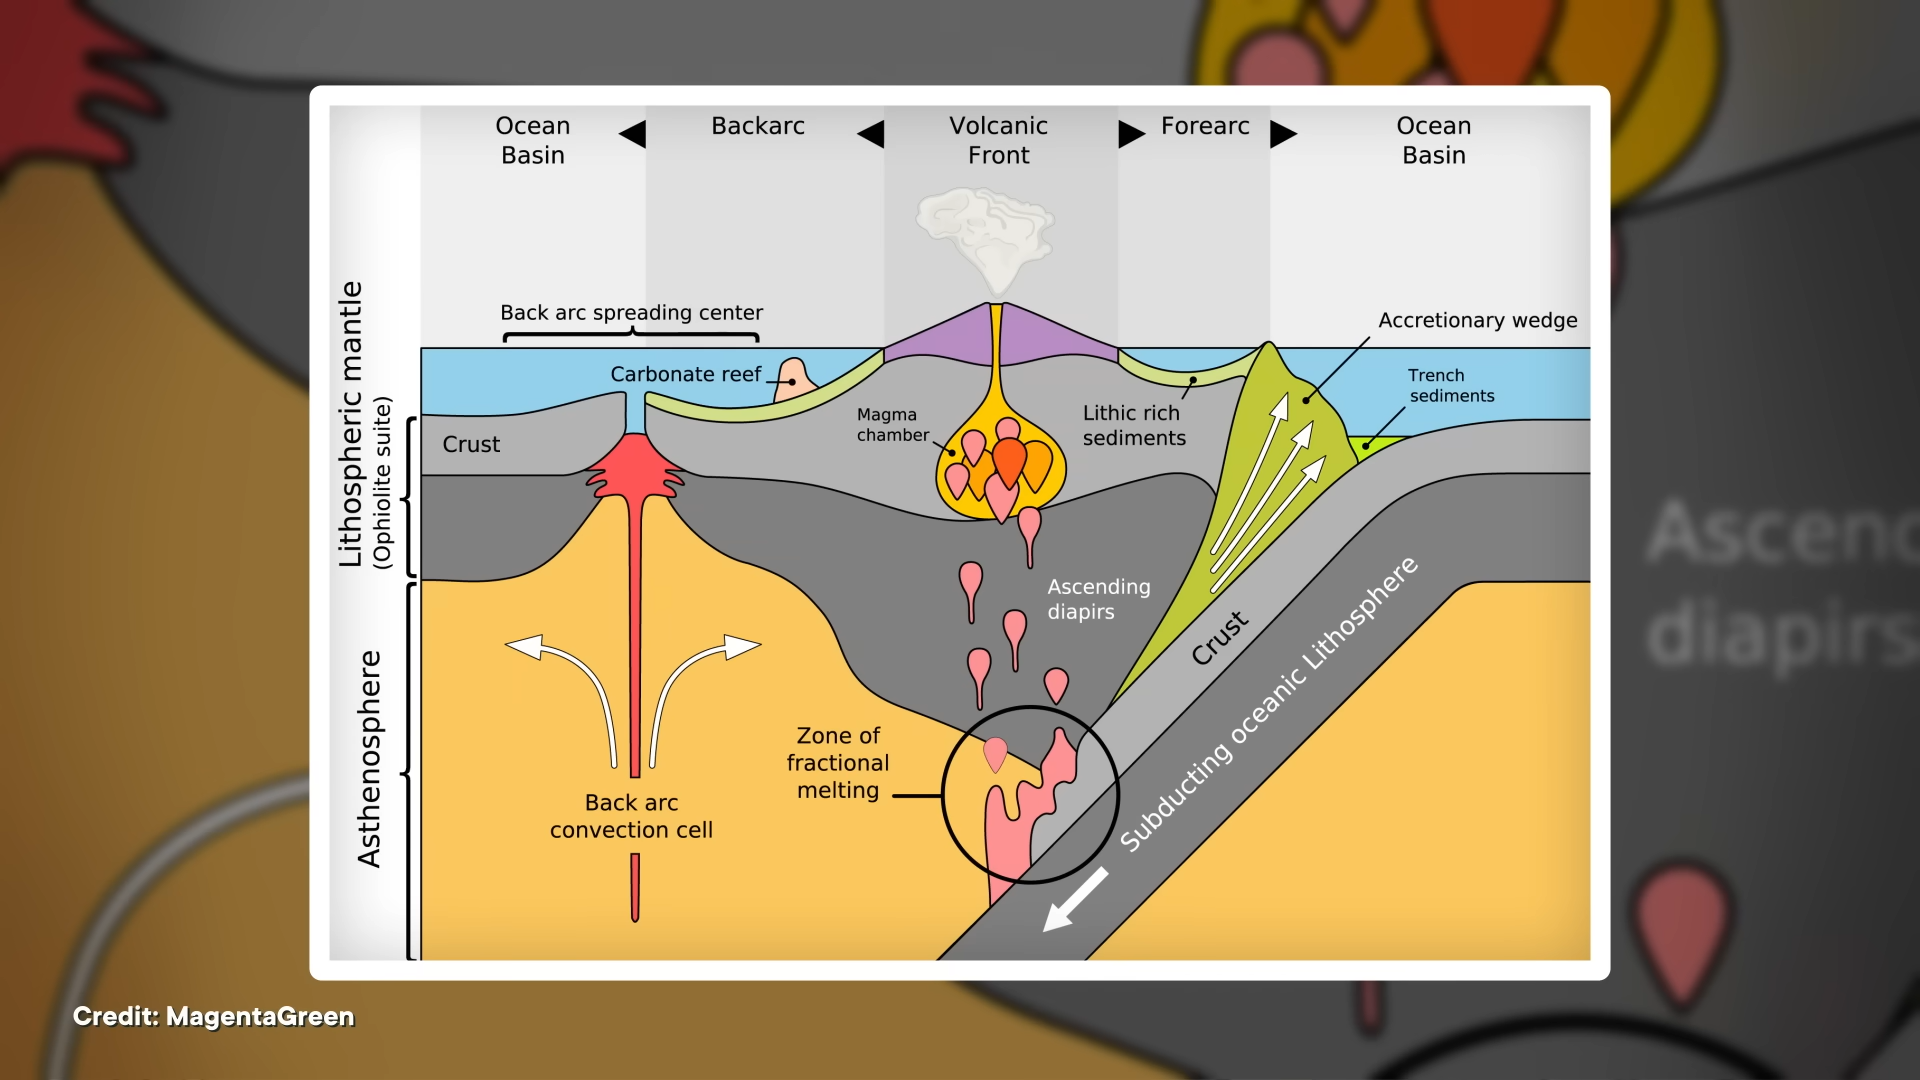 Ocean
Basin
Backarc
Volcanic
Front
Forearc
Ocean
Basin
Back arc spreading center
Accretionary wedge
Carbonate reef
Trench
sediments
Magma
chamber
Lithic rich
sediments
Crust
Lithospheric mantle
(Ophiolite suite)
Ascending
diapirs
Crust
Subducting oceanic Lithosphere
Zone of
fractional
melting
Asthenosphere
Back arc
convection cell
Ascend
diapirs
Credit: MagentaGreen